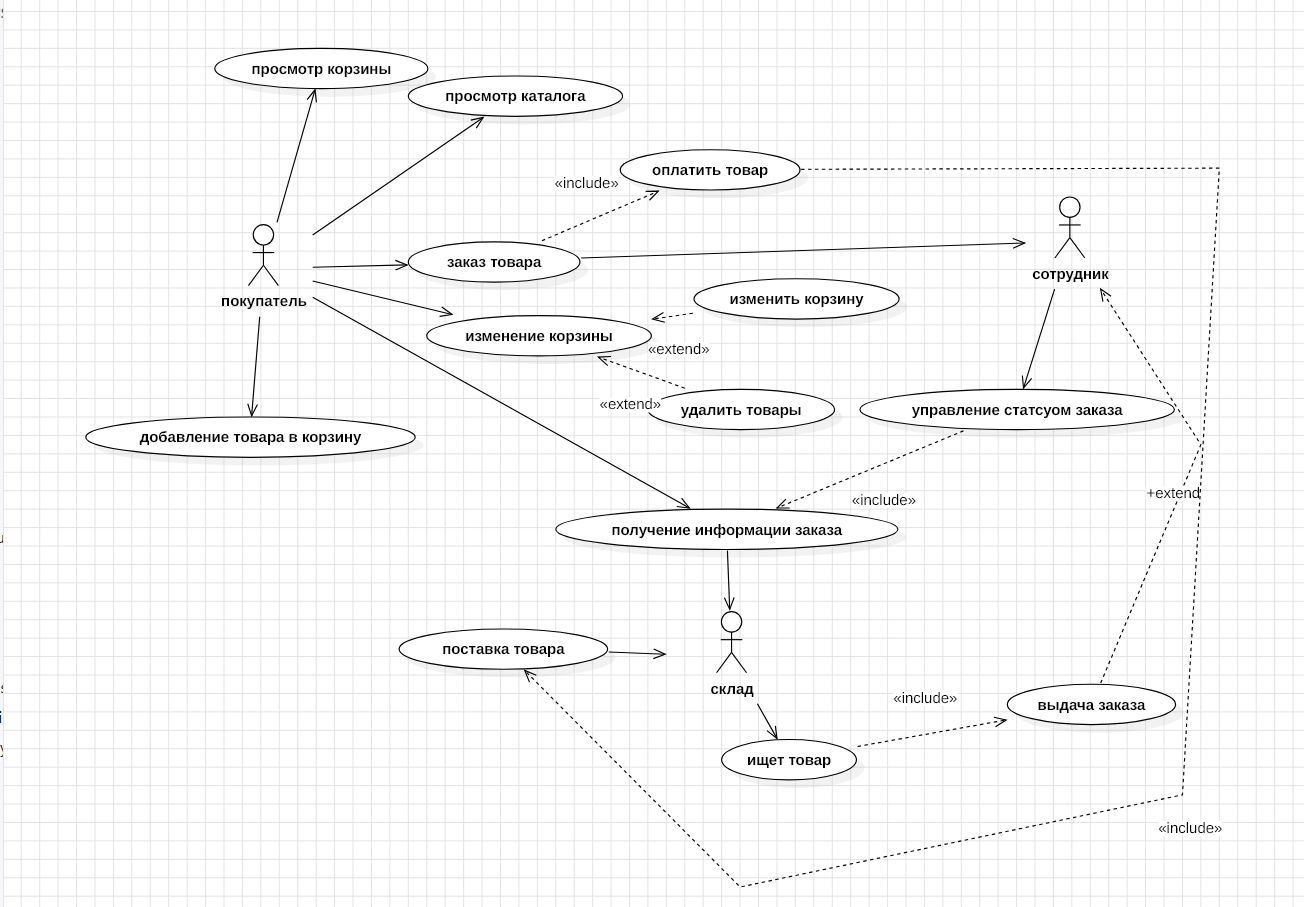 просмотр корзины
просмотр каталога
оплатить товар
«include»
заказ товара
покупатель
сотрудник
изменить корзину
изменение корзины
«extend»
«extend»
удалить товары
управление статсуом заказа
добавление товара в корзину
+extend
«include»
получение информации заказа
поставка товара
склад
«include»
выдача заказа
ищет товар
«include»